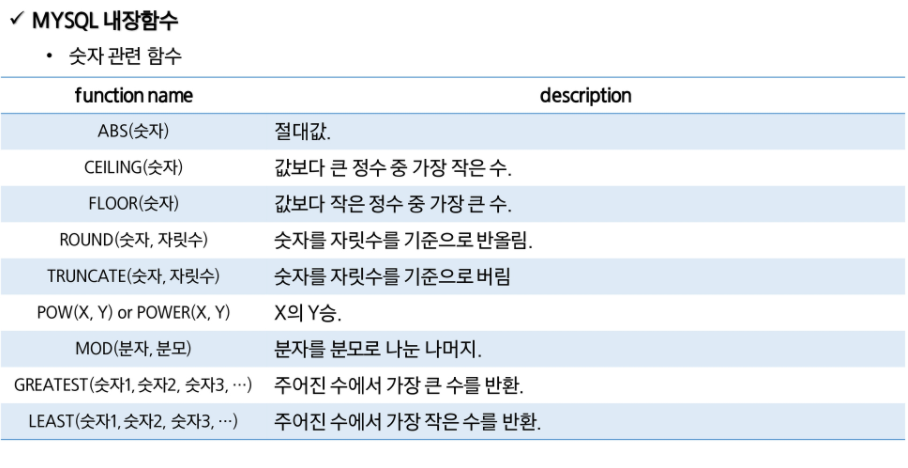 ✓ MYSQL 내장함수
• 숫자 관련 함수
function name description
ABS(숫자) 절대값.
CEILING(숫자) 값보다 큰 정수 중 가장 작은 수.
FLOOR(숫자) 값보다 작은 정수 중 가장 큰 수.
ROUND(숫자, 자릿수) 숫자를 자릿수를 기준으로 반올림.
TRUNCATE(숫자, 자릿수) 숫자를 자릿수를 기준으로 버림
POW(X, Y) or POWER(X, Y) X의 Y승.
MOD(분자, 분모) 분자를 분모로 나눈 나머지.
GREATEST(숫자1, 숫자2, 숫자3, …) 주어진 수에서 가장 큰 수를 반환.
LEAST(숫자1, 숫자2, 숫자3, …) 주어진 수에서 가장 작은 수를 반환.